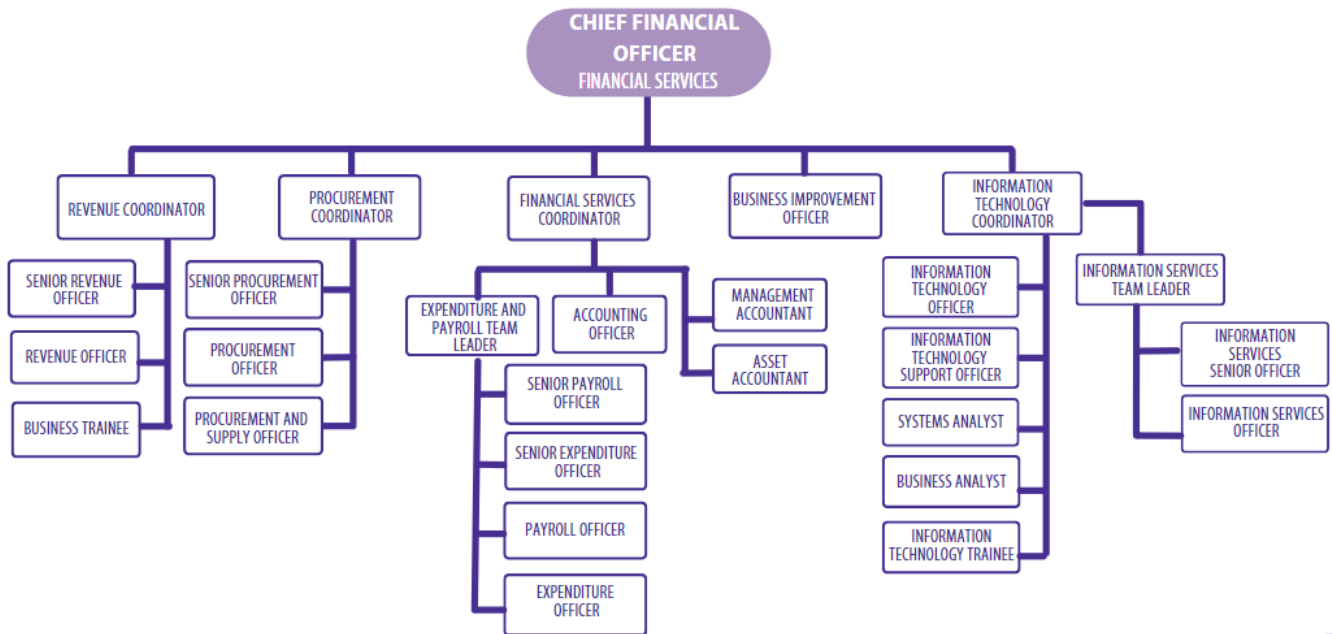 CHIEF FINANCIAL
OFFICER
FINANCIAL SERVICES
REVENUE COORDINATOR
PROCUREMENT
COORDINATOR
FINANCIAL SERVICES
COORDINATOR
BUSINESS IMPROVEMENT
OFFICER
INFORMATION
TECHNOLOGY
COORDINATOR
SENIOR REVENUE
OFFICER
REVENUE OFFICER
BUSINESS TRAINEE
SENIOR PROCUREMENT
OFFICER
PROCUREMENT
OFFICER
PROCUREMENT AND
SUPPLY OFFICER
EXPENDITURE AND
PAYROLL TEAM
LEADER
ACCOUNTING
OFFICER
MANAGEMENT
ACCOUNTANT
ASSET
ACCOUNTANT
SENIOR PAYROLL
OFFICER
SENIOR EXPENDITURE
OFFICER
PAYROLL OFFICER
EXPENDITURE
OFFICER
INFORMATION
TECHNOLOGY
OFFICER
INFORMATION
TECHNOLOGY
SUPPORT OFFICER
SYSTEMS ANALYST
BUSINESS ANALYST
INFORMATION
TECHNOLOGY TRAINEE
INFORMATION SERVICES
TEAM LEADER
INFORMATION
SERVICES
SENIOR OFFICER
INFORMATION SERVICES
OFFICER